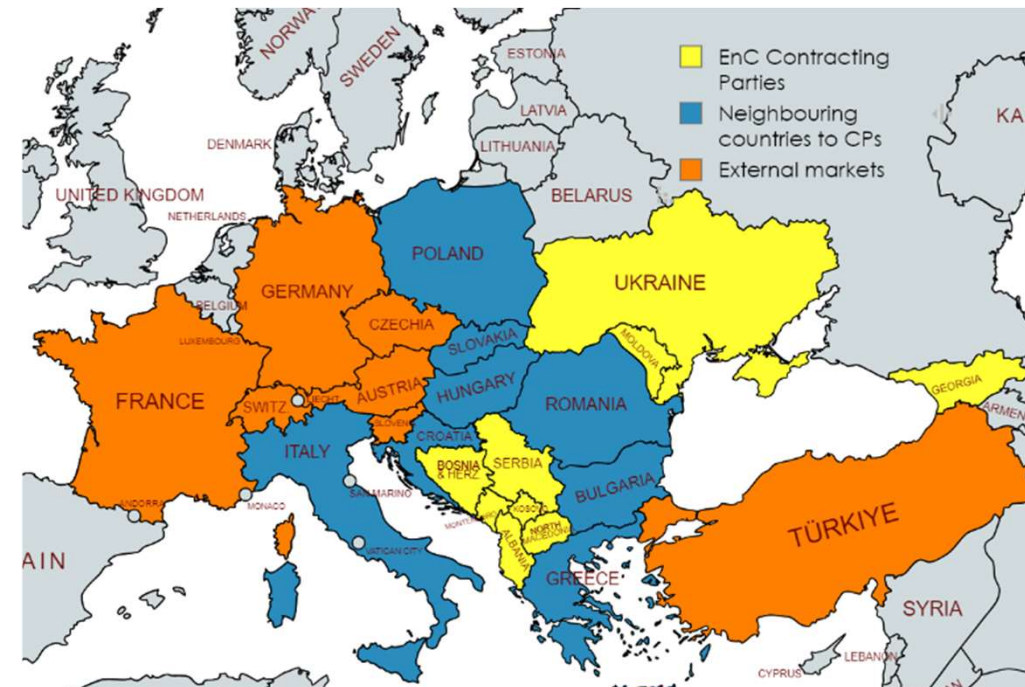 NORWAY
SWEDEN
ESTONIA
LATVIA
LITHUANIA
DENMARK
BELARUS
UNITED KINGDOM
NETHERLANDS
KA
EnC Contracting
Parties
Neighbouring
countries to CPs
External markets
POLAND
GERMANY
UKRAINE
BELGIUM
LUXEMBOURG
CZECHIA
SLOVAKIA
MOLDOVA
AUSTRIA
HUNGARY
FRANCE
SWITZ.
LIECHT.
ROMANIA
GEORGIA
ARMEN
SLOVEN
CROATIA
ITALY
BOSNIA
& HERZ.
SERBIA
SAN MARINO
BULGARIA
ANDORRA
MONACO
KOSOVO
MONTENEGRO
NORTH
MACEDONIA
ALBANIA
VATICAN CITY
TÜRKIYE
AIN
GREECE
SYRIA
CYPRUS
LEBANON